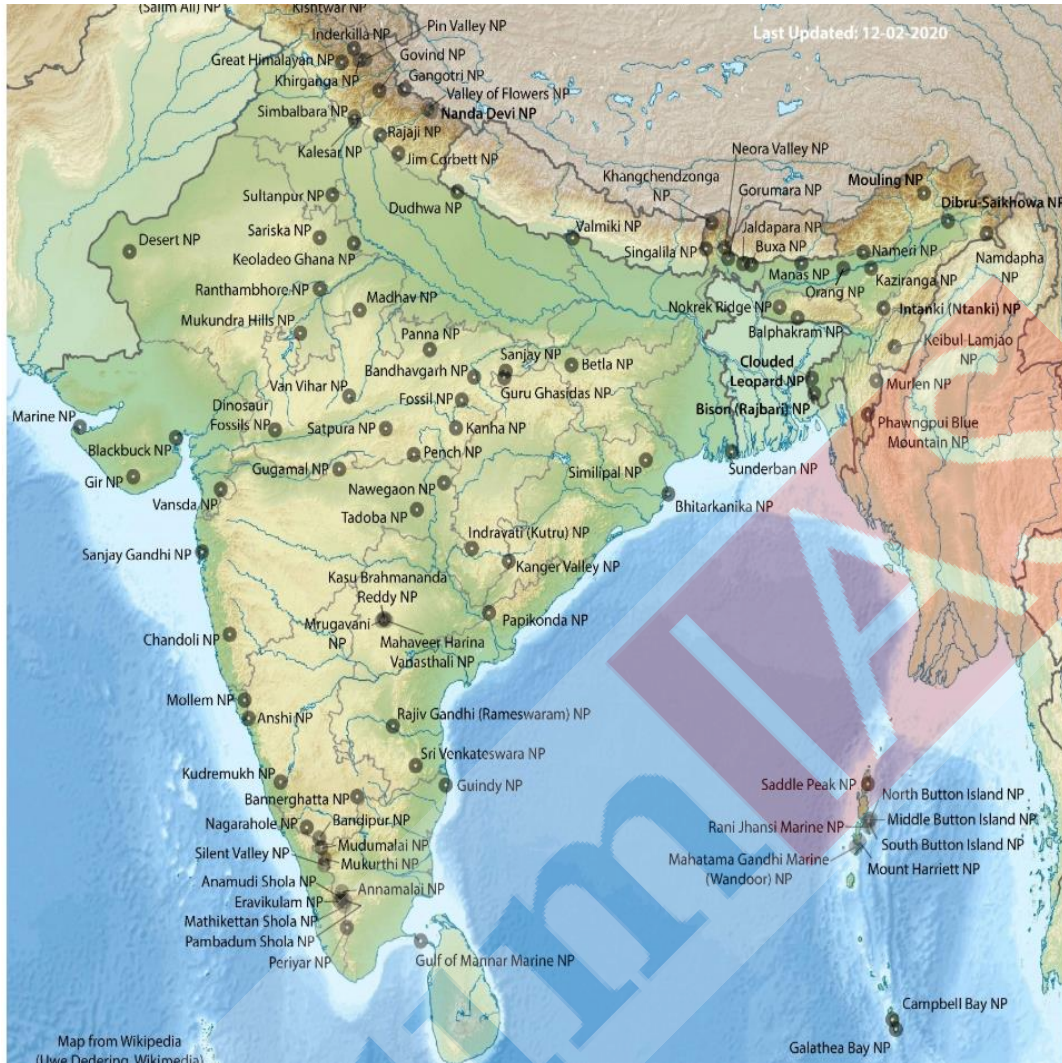 (Salim Ali) NP
Kishtwar NP
Pin Valley NP
Last Updated: 12-02-2020
Inderkilla NP
Great Himalayan NP
Govind NP
Khirganga NP
Gangotri NP
Valley of Flowers NP
Simbalbara NP
Nanda Devi NP
Rajaji NP
Kalesar NP
Jim Corbett NP
Neora Valley NP
Khangchendzonga
NP
Gorumara NP
Mouling NP
Sultanpur NP
Dudhwa NP
Dibru-Saikhowa NP
Jaldapara NP
Valmiki NP
Sariska NP
Desert NP
Singalila NP
Buxa NP
Nameri NP
Namdapha
NP
Keoladeo Ghana NP
Manas NP
Kaziranga NP
Orang NP
Ranthambhore NP
Madhav NP
Nokrek Ridge NP
Intanki (Ntanki) NP
Mukundra Hills NP
Balphakram NP
Panna NP
Keibul Lamjao
NP
Sanjay NP
Betla NP
Clouded
Leopard NP
Bandhavgarh NP
Van Vihar NP
Guru Ghasidas NP
Murlen NP
Fossil NP
Bison (Rajbari) NP
Marine NP
Dinosaur
Fossils NP
Satpura NP
Kanha NP
Phawngpui Blue
Mountain NP
Blackbuck NP
Pench NP
Gugamal NP
Similipal NP
Sunderban NP
Gir NP
Nawegaon NP
Vansda NP
Bhitarkanika NP
Tadoba NP
Indravati (Kutru) NP
Sanjay Gandhi NP
Kanger Valley NP
Kasu Brahmananda
Reddy NP
Papikonda NP
Mrugavani
NP
Chandoli NP
Mahaveer Harina
Vanasthali NP
Mollem NP
Anshi NP
Rajiv Gandhi (Rameswaram) NP
Sri Venkateswara NP
Kudremukh NP
Guindy NP
Saddle Peak NP
Bannerghatta NP
North Button Island NP
Nagarahole NP
Bandipur NP
Rani Jhansi Marine NP
Middle Button Island NP
Mudumalai NP
Silent Valley NP
Mukurthi NP
South Button Island NP
Mahatama Gandhi Marine
(Wandoor) NP
Mount Harriett NP
Anamudi Shola NP
Annamalai NP
Eravikulam NP
Mathikettan Shola NP
Pambadum Shola NP
Periyar NP
Gulf of Mannar Marine NP
Campbell Bay NP
Galathea Bay NP
Map from Wikipedia
(Uwe Dedering, Wikimedia)